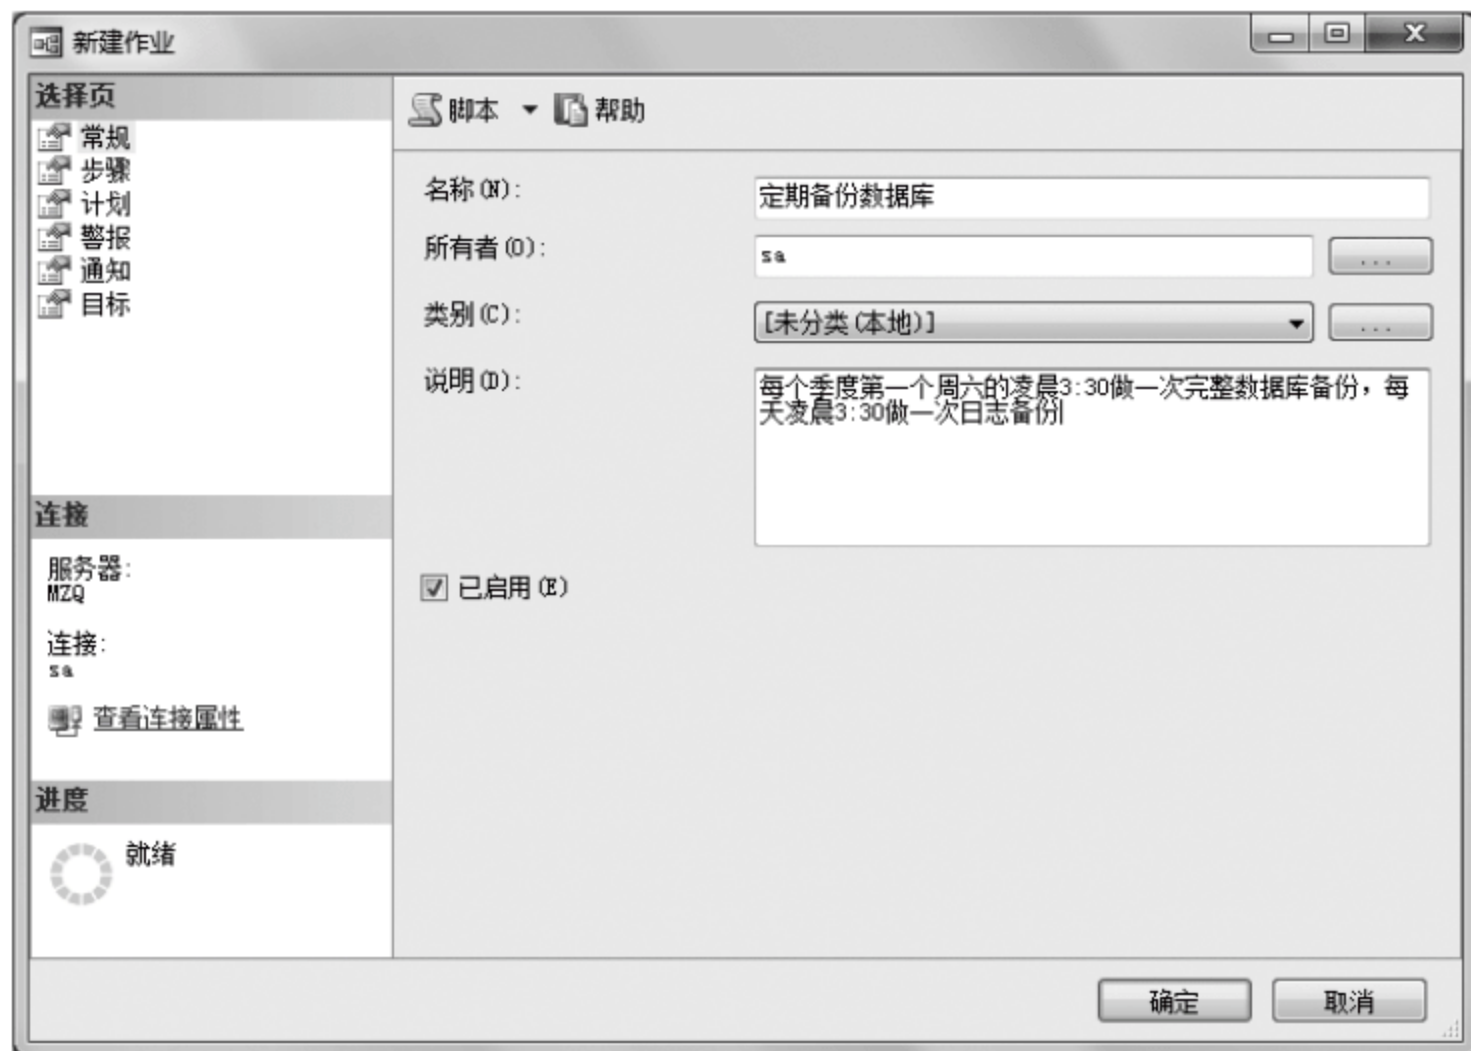 新建作业
选择页
常规
步骤
计划
警报
通知
目标
连接
服务器:
MZQ
连接:
sa
查看连接属性
进度
就绪
脚本
帮助
名称(N):
定期备份数据库
所有者(O):
sa
...
类别(C):
[未分类(本地)]
...
说明(D):
每个季度第一个周六的凌晨3:30做一次完整数据库备份，每
天凌晨3:30做一次日志备份
已启用(E)
确定
取消